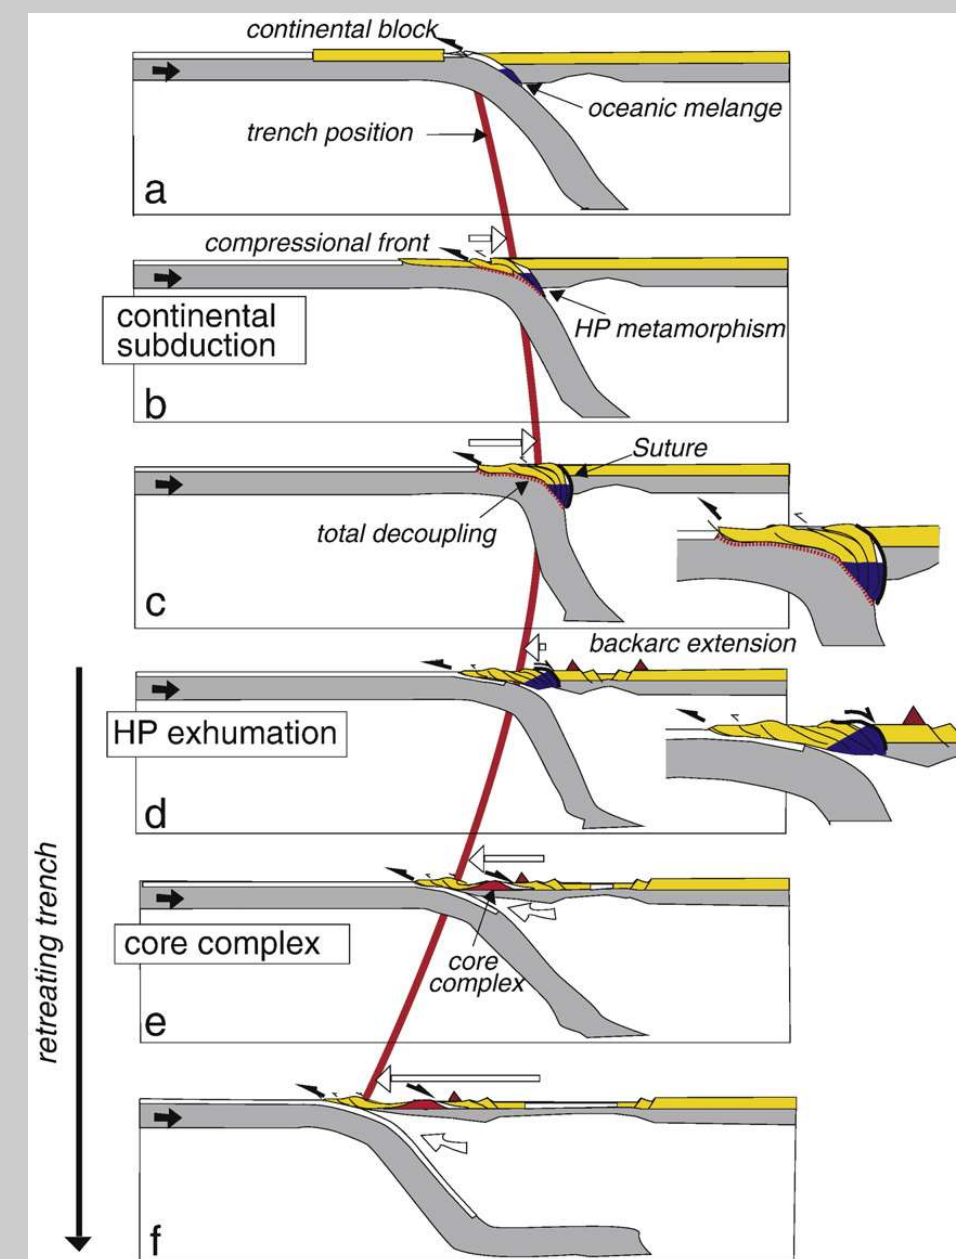 continental block
oceanic melange
trench position
a
compressional front
HP metamorphism
continental
subduction
b
Suture
total decoupling
c
backarc extension
HP exhumation
d
retreating trench
core complex
core
complex
e
f